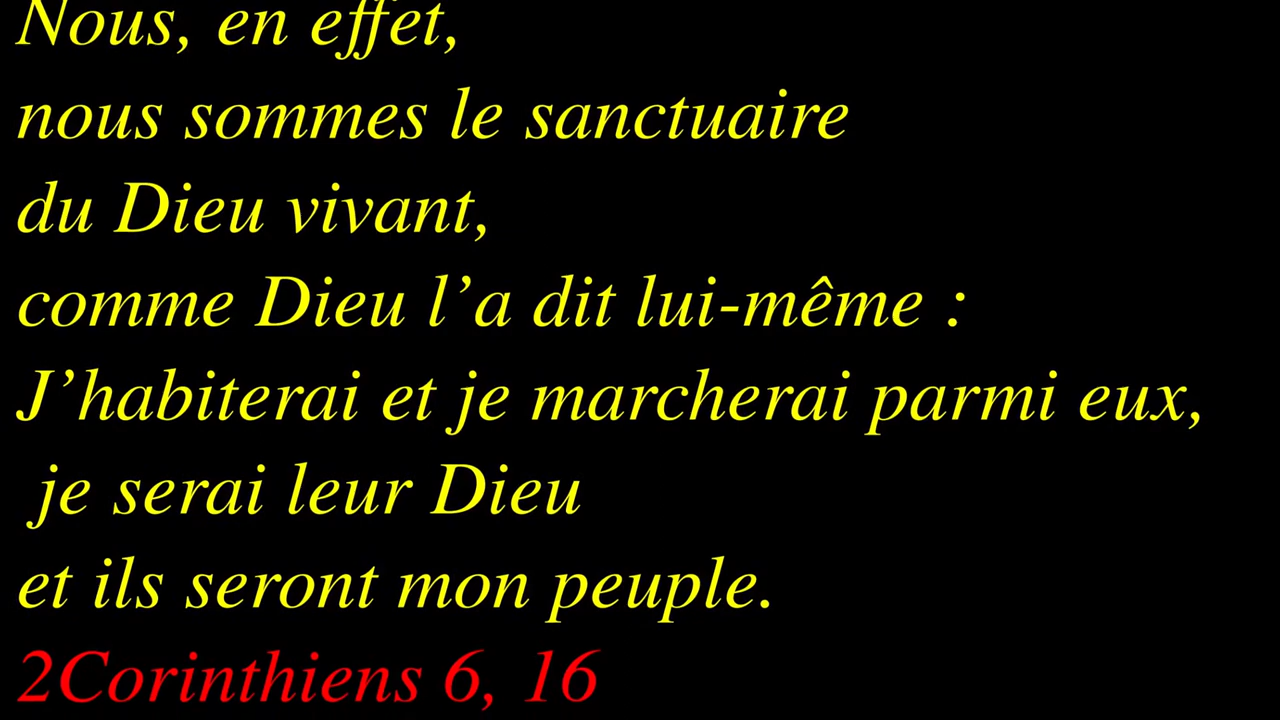 Nous, en effet,
nous sommes le sanctuaire
du Dieu vivant,
comme Dieu l’a dit lui-même :
J’habiterai et je marcherai parmi eux,
je serai leur Dieu
et ils seront mon peuple.
2Corinthiens 6, 16